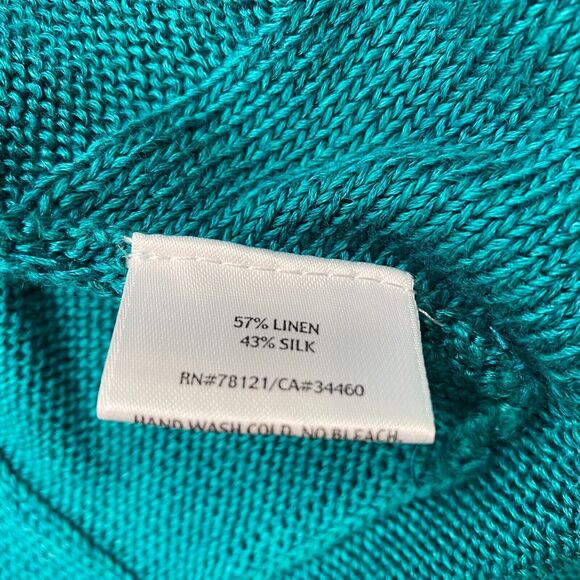 57% LINEN
43% SILK
RN#78121/CA#34460
HAND WASH COLD. NO BLEACH.